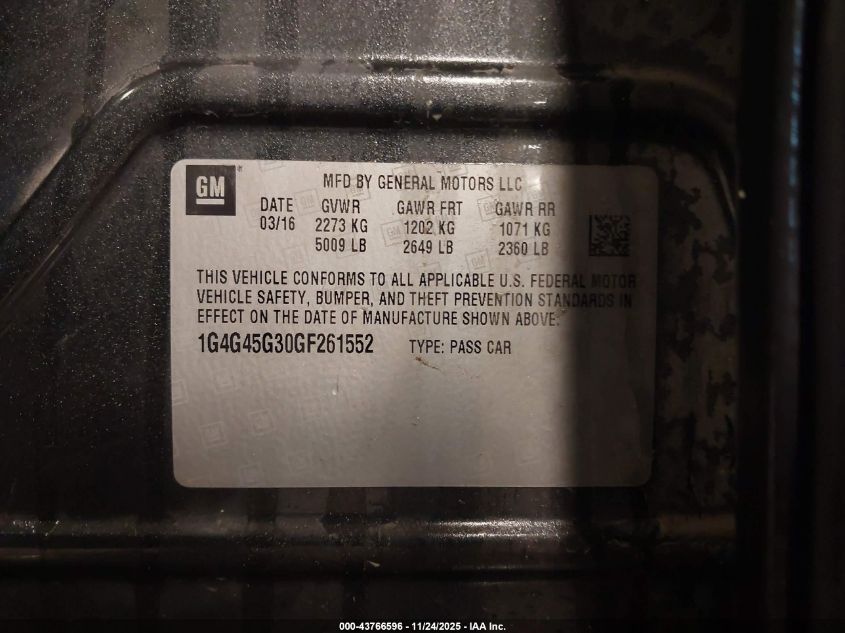 GM
MFD BY GENERAL MOTORS LLC
DATE GVWR GAWR FRT GAWR RR
03/16 2273 KG 1202 KG 1071 KG
5009 LB 2649 LB 2360 LB
THIS VEHICLE CONFORMS TO ALL APPLICABLE U.S. FEDERAL MOTOR
VEHICLE SAFETY, BUMPER, AND THEFT PREVENTION STANDARDS IN
EFFECT ON THE DATE OF MANUFACTURE SHOWN ABOVE.
1G4G45G30GF261552 TYPE: PASS CAR
000-43766596 - 11/24/2025 - IAA Inc.